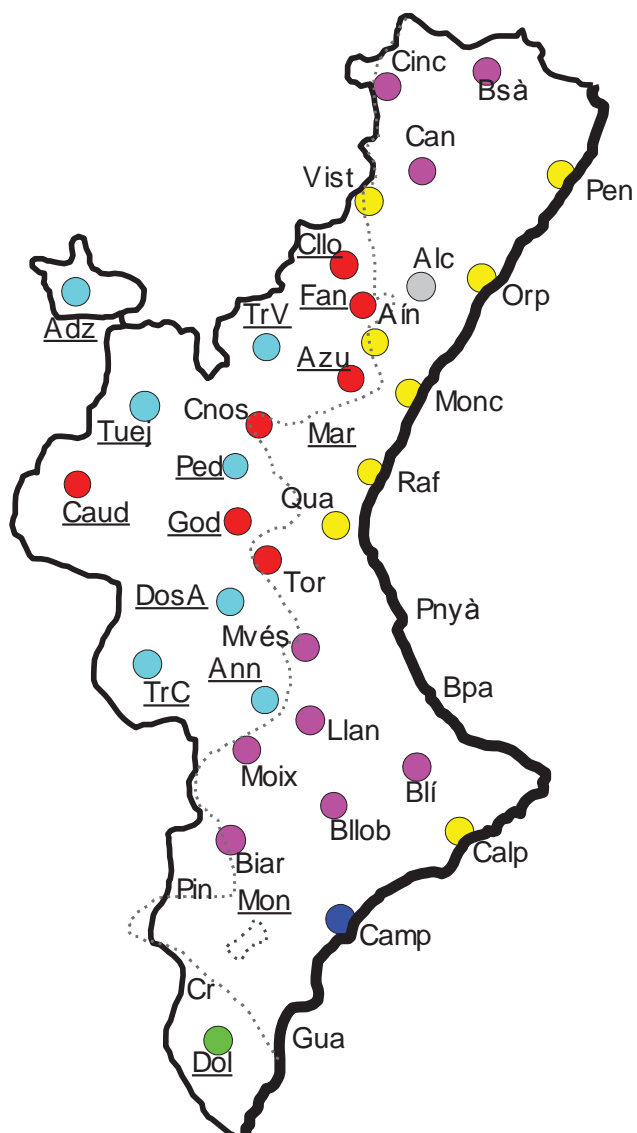 Cinc
Bsà
Can
Vist
Pen
Cllo
Alc
Fan
Orp
Adz
TrV
Aín
Azu
Monc
Cnos
Mar
Tuej
Ped
Raf
Caud
Qua
God
Tor
DosA
Pnyà
Mvés
Ann
TrC
Bpa
Llan
Moix
Blí
Bllob
Calp
Biar
Pin
Mon
Camp
Cr
Gua
Dol